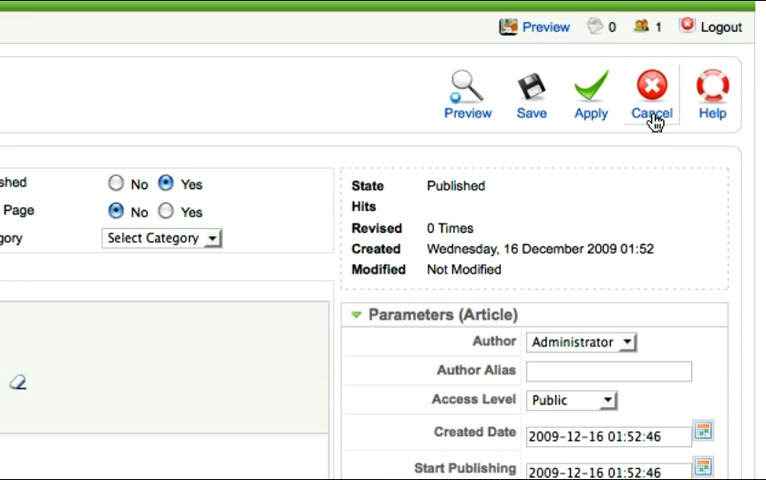 Preview 0 1 Logout
Preview Save Apply Cancel Help
shed No Yes
Page No Yes
gory Select Category
State Published
Hits
Revised 0 Times
Created Wednesday, 16 December 2009 01:52
Modified Not Modified
Parameters (Article)
Author Administrator
Author Alias
Access Level Public
Created Date 2009-12-16 01:52:46
Start Publishing 2009-12-16 01:52:46